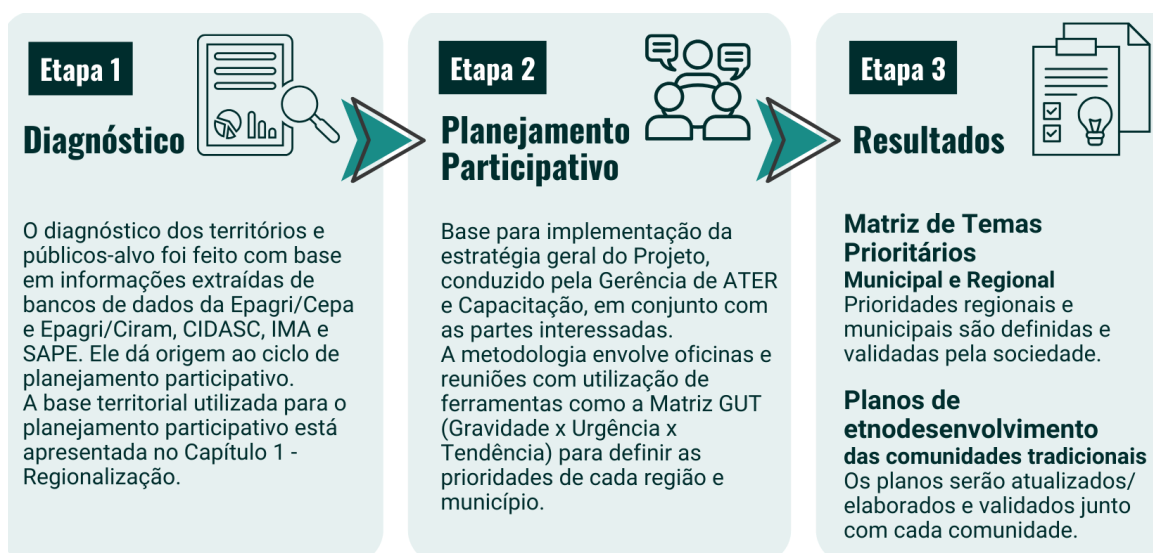 Etapa 1
Diagnóstico
O diagnóstico dos territórios e
públicos-alvo foi feito com base
em informações extraídas de
bancos de dados da Epagri/Cepa
e Epagri/Ciram, CIDASC, IMA e
SAPE. Ele dá origem ao ciclo de
planejamento participativo.
A base territorial utilizada para o
planejamento participativo está
apresentada no Capítulo 1 -
Regionalização.
Etapa 2
Planejamento
Participativo
Base para implementação da
estratégia geral do Projeto,
conduzido pela Gerência de ATER
e Capacitação, em conjunto com
as partes interessadas.
A metodologia envolve oficinas e
reuniões com utilização de
ferramentas como a Matriz GUT
(Gravidade x Urgência x
Tendência) para definir as
prioridades de cada região e
município.
Etapa 3
Resultados
Matriz de Temas
Prioritários
Municipal e Regional
Prioridades regionais e
municipais são definidas e
validadas pela sociedade.
Planos de
etnodesenvolvimento
das comunidades tradicionais
Os planos serão atualizados/
elaborados e validados junto
com cada comunidade.